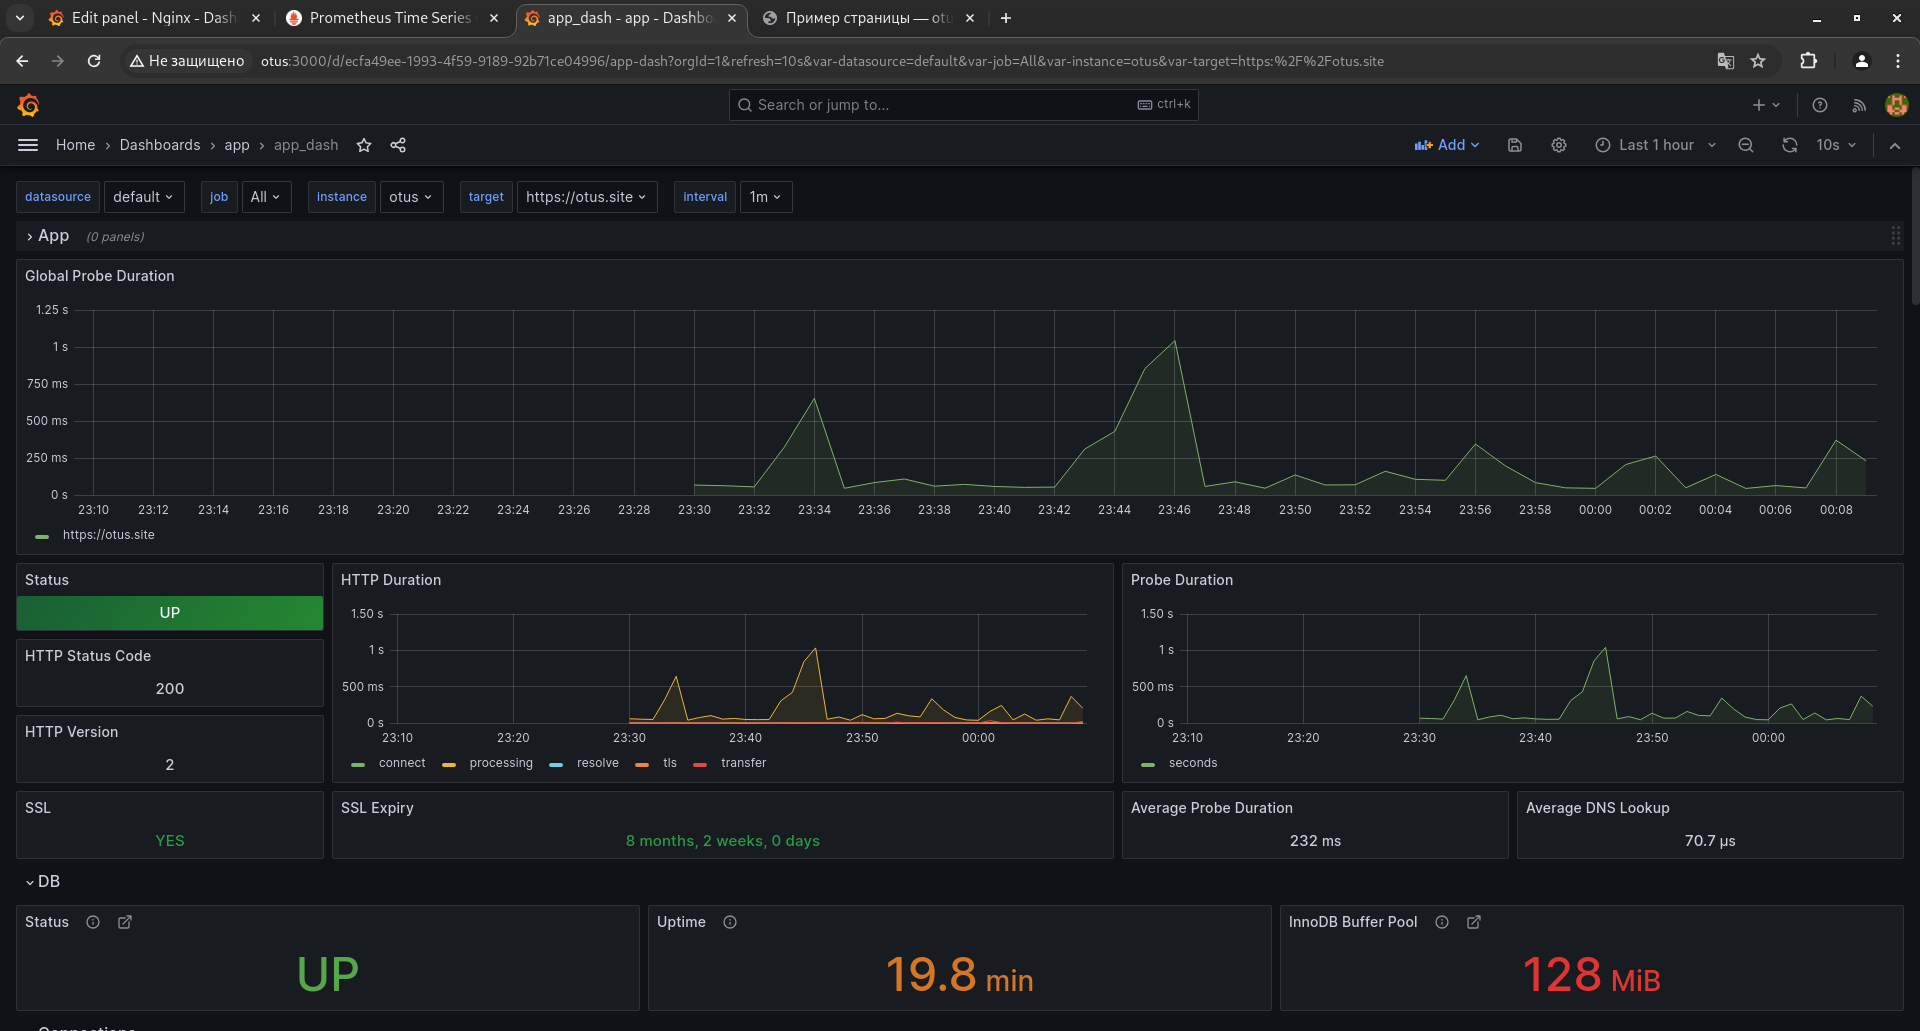 Edit panel - Nginx - Dash
Prometheus Time Series
app_dash - app - Dashbo
Пример страницы — otu
Не защищено
otus:3000/d/ecfa49ee-1993-4f59-9189-92b71ce04996/app-dash?orgId=1&refresh=10s&var-datasource=default&var-job=All&var-instance=otus&var-target=https:%2F%2Fotus.site
Search or jump to... ctrl+k
Home › Dashboards › app › app_dash
Add Last 1 hour 10s
datasource default job All instance otus target https://otus.site interval 1m
App (0 panels)
Global Probe Duration
1.25 s
1 s
750 ms
500 ms
250 ms
0 s
23:10 23:12 23:14 23:16 23:18 23:20 23:22 23:24 23:26 23:28 23:30 23:32 23:34 23:36 23:38 23:40 23:42 23:44 23:46 23:48 23:50 23:52 23:54 23:56 23:58 00:00 00:02 00:04 00:06 00:08
https://otus.site
Status
UP
HTTP Status Code
200
HTTP Version
2
HTTP Duration
1.50 s
1 s
500 ms
0 s
23:10 23:20 23:30 23:40 23:50 00:00
connect processing resolve tls transfer
Probe Duration
1.50 s
1 s
500 ms
0 s
23:10 23:20 23:30 23:40 23:50 00:00
seconds
SSL
YES
SSL Expiry
8 months, 2 weeks, 0 days
Average Probe Duration
232 ms
Average DNS Lookup
70.7 µs
DB
Status
UP
Uptime
19.8 min
InnoDB Buffer Pool
128 MiB
Connections